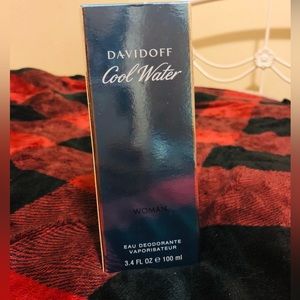 DAVIDOFF
Cool Water
WOMAN
EAU DEODORANTE
VAPORISATEUR
3.4 FL OZ ℮ 100 ml